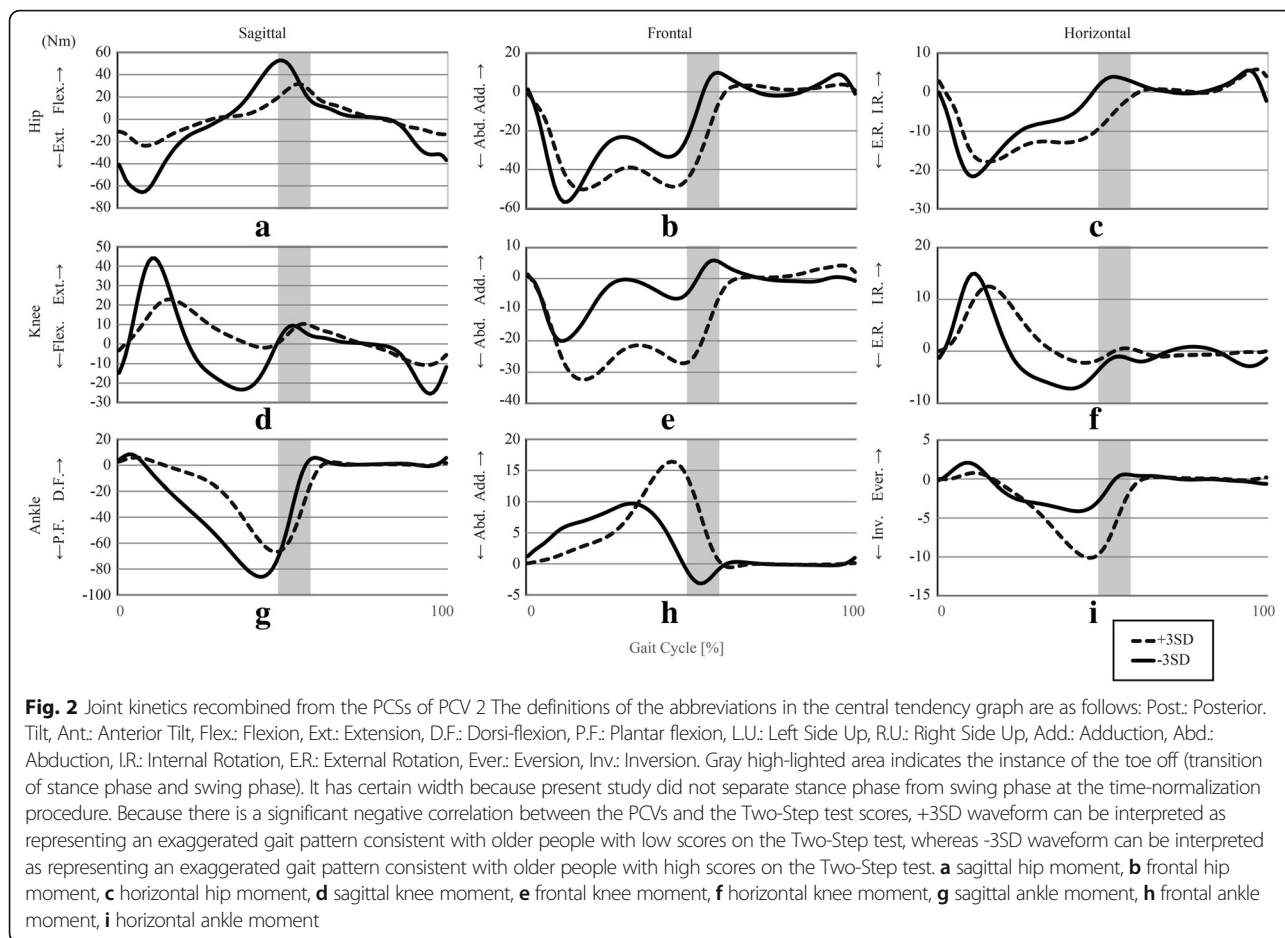 Sagittal Frontal Horizontal
(Nm)
Hip
←Ext. Flex.→
60
40
20
0
-20
-40
-60
-80
a
← Abd. Add. →
20
0
-20
-40
-60
b
← E.R. I.R. →
10
0
-10
-20
-30
c
Knee
←Flex. Ext.→
50
40
30
20
10
0
-10
-20
-30
d
← Abd. Add. →
10
0
-10
-20
-30
-40
e
← E.R. I.R. →
20
10
0
-10
f
Ankle
←P.F. D.F.→
20
0
-20
-40
-60
-80
-100
0 100
g
← Abd. Add. →
20
15
10
5
0
-5
0 100
h
← Inv. Ever. →
5
0
-5
-10
-15
0 100
i
Gait Cycle [%]
+3SD
-3SD
Fig. 2 Joint kinetics recombined from the PCSs of PCV 2 The definitions of the abbreviations in the central tendency graph are as follows: Post.: Posterior.
Tilt, Ant.: Anterior Tilt, Flex.: Flexion, Ext.: Extension, D.F.: Dorsi-flexion, P.F.: Plantar flexion, L.U.: Left Side Up, R.U.: Right Side Up, Add.: Adduction, Abd.:
Abduction, I.R.: Internal Rotation, E.R.: External Rotation, Ever.: Eversion, Inv.: Inversion. Gray high-lighted area indicates the instance of the toe off (transition
of stance phase and swing phase). It has certain width because present study did not separate stance phase from swing phase at the time-normalization
procedure. Because there is a significant negative correlation between the PCVs and the Two-Step test scores, +3SD waveform can be interpreted as
representing an exaggerated gait pattern consistent with older people with low scores on the Two-Step test, whereas -3SD waveform can be interpreted
as representing an exaggerated gait pattern consistent with older people with high scores on the Two-Step test. a sagittal hip moment, b frontal hip
moment, c horizontal hip moment, d sagittal knee moment, e frontal knee moment, f horizontal knee moment, g sagittal ankle moment, h frontal ankle
moment, i horizontal ankle moment